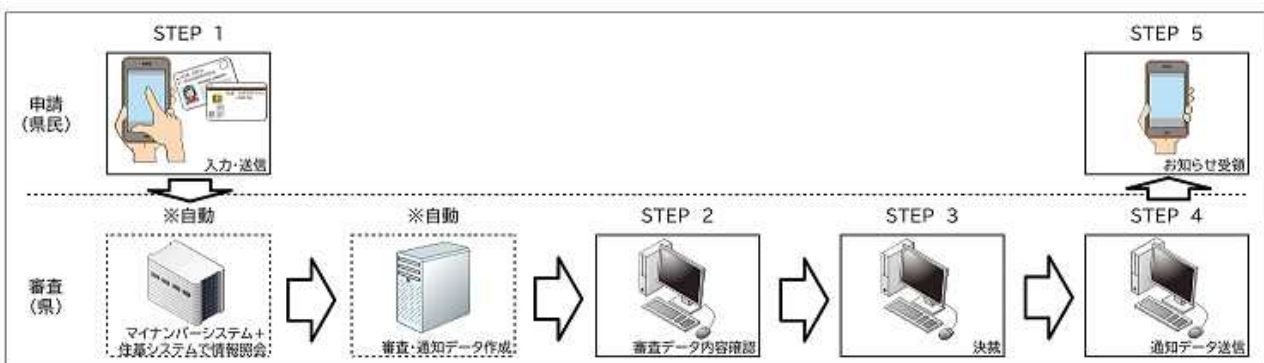 STEP 1
STEP 5
申請
(県民)
入力・送信
お知らせ受領
※自動
※自動
STEP 2
STEP 3
STEP 4
審査
(県)
マイナンバーシステム+
住基システムで情報照会
審査・通知データ作成
審査データ内容確認
決裁
通知データ送信